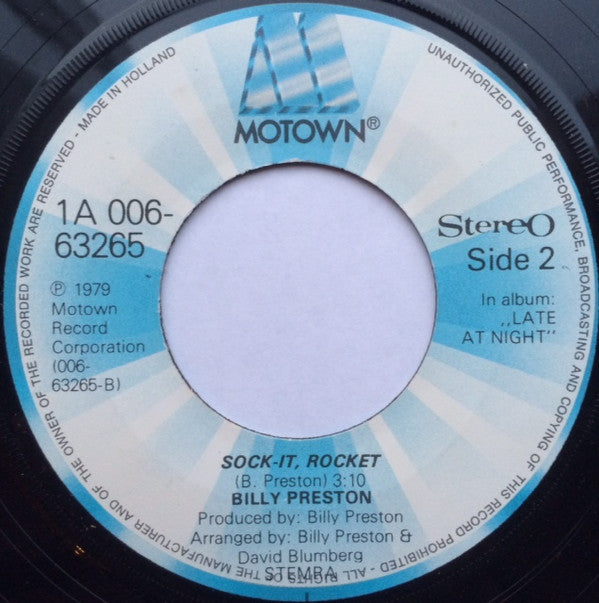 MOTOWN®
1A 006-
63265
℗ 1979
Motown
Record
Corporation
(006-
63265-B)
Stereo
Side 2
In album:
,,LATE
AT NIGHT"
SOCK-IT, ROCKET
(B. Preston) 3:10
BILLY PRESTON
Produced by: Billy Preston
Arranged by: Billy Preston &
David Blumberg
STEMRA
ALL RIGHTS OF THE MANUFACTURER AND OF THE OWNER OF THE RECORDED WORK ARE RESERVED - MADE IN HOLLAND
UNAUTHORIZED PUBLIC PERFORMANCE, BROADCASTING AND COPYING OF THIS RECORD PROHIBITED -